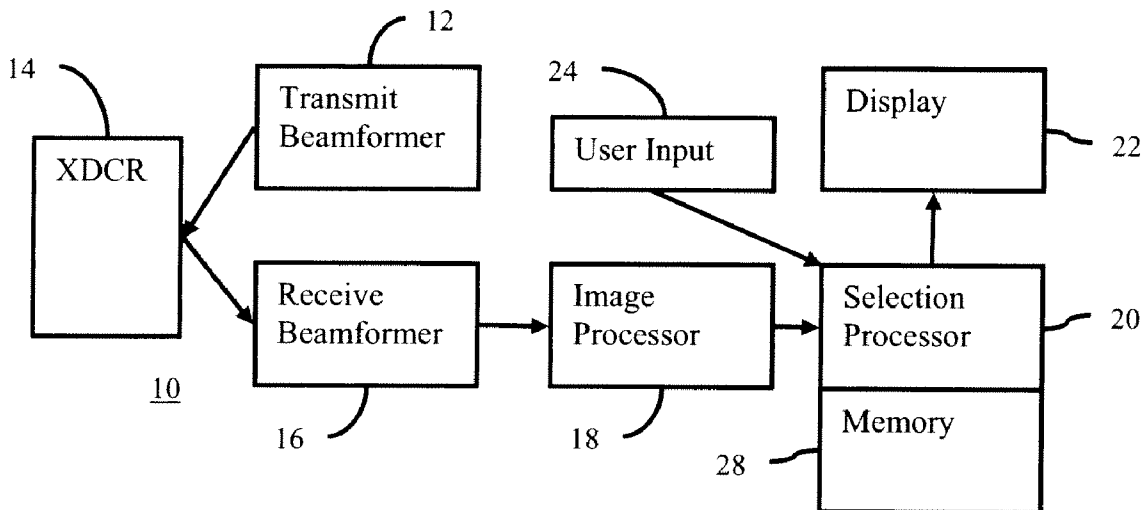 12
14
24
Transmit
Beamformer
Display
XDCR
User Input
22
Receive
Beamformer
Image
Processor
Selection
Processor
20
10
16
18
Memory
28